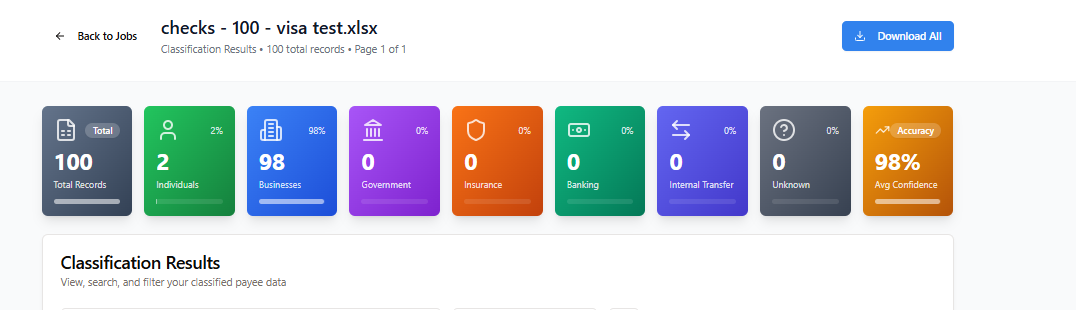 Back to Jobs
checks - 100 - visa test.xlsx
Classification Results • 100 total records • Page 1 of 1
Download All
Total
100
Total Records
2%
2
Individuals
98%
98
Businesses
0%
0
Government
0%
0
Insurance
0%
0
Banking
0%
0
Internal Transfer
0%
0
Unknown
Accuracy
98%
Avg Confidence
Classification Results
View, search, and filter your classified payee data